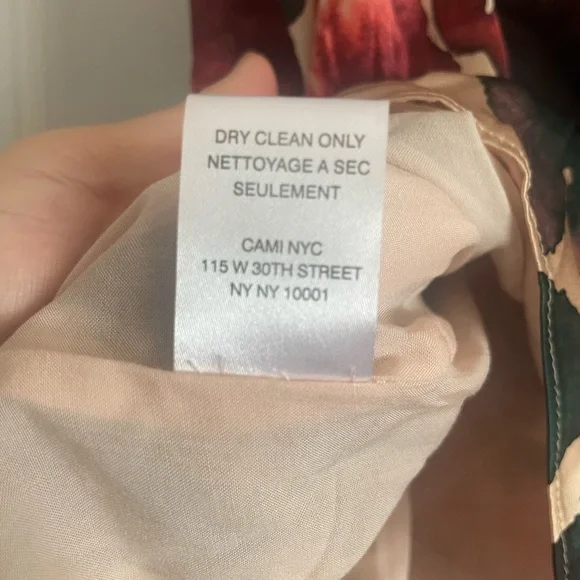 DRY CLEAN ONLY
NETTOYAGE A SEC
SEULEMENT
CAMI NYC
115 W 30TH STREET
NY NY 10001